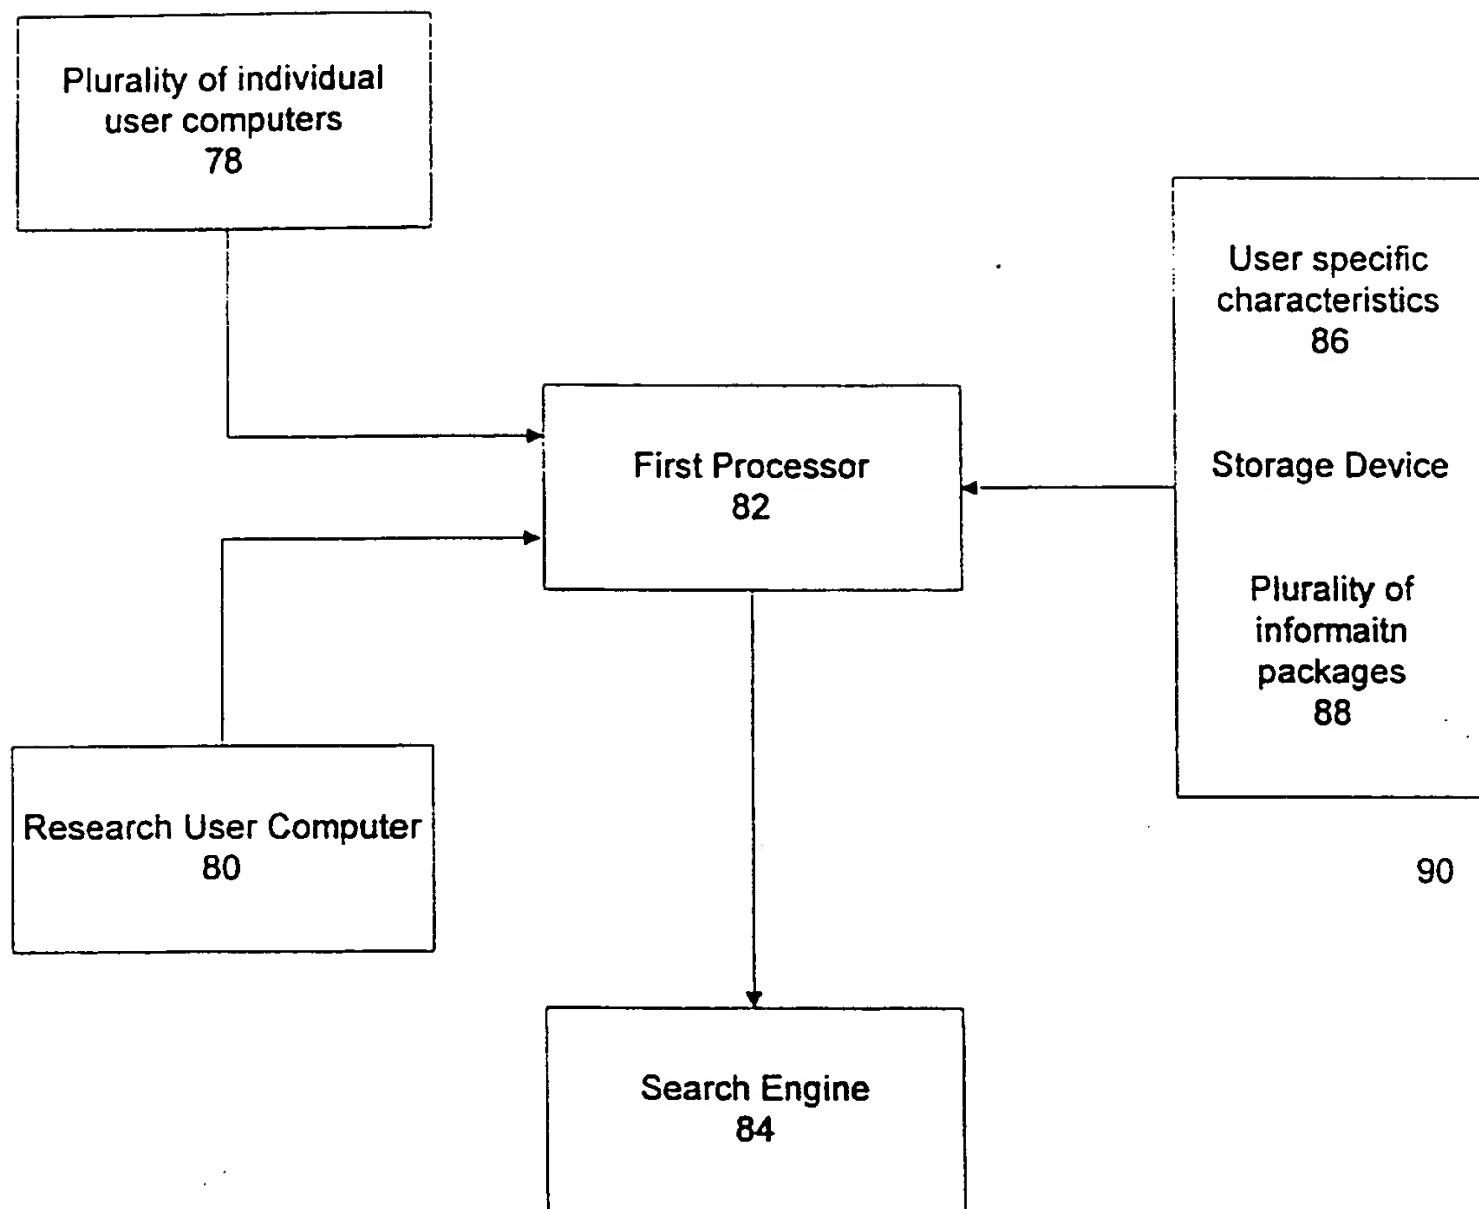 Plurality of individual
user computers
78
User specific
characteristics
86
First Processor
82
Storage Device
Plurality of
informaitn
packages
88
Research User Computer
80
90
Search Engine
84